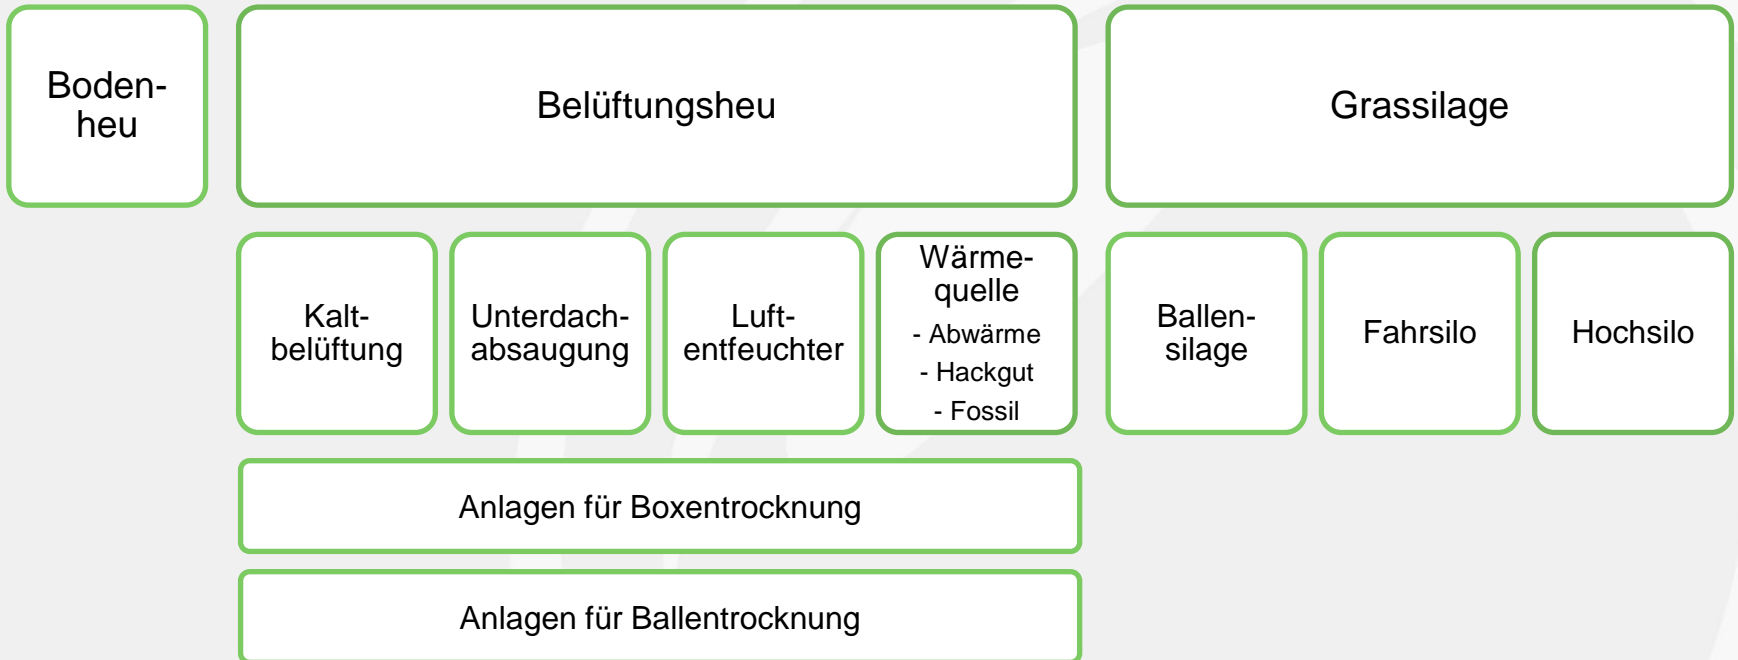 Boden-
heu
Belüftungsheu
Grassilage
Kalt-
belüftung
Unterdach-
absaugung
Luft-
entfeuchter
Wärme-
quelle
- Abwärme
- Hackgut
- Fossil
Ballen-
silage
Fahrsilo
Hochsilo
Anlagen für Boxentrocknung
Anlagen für Ballentrocknung